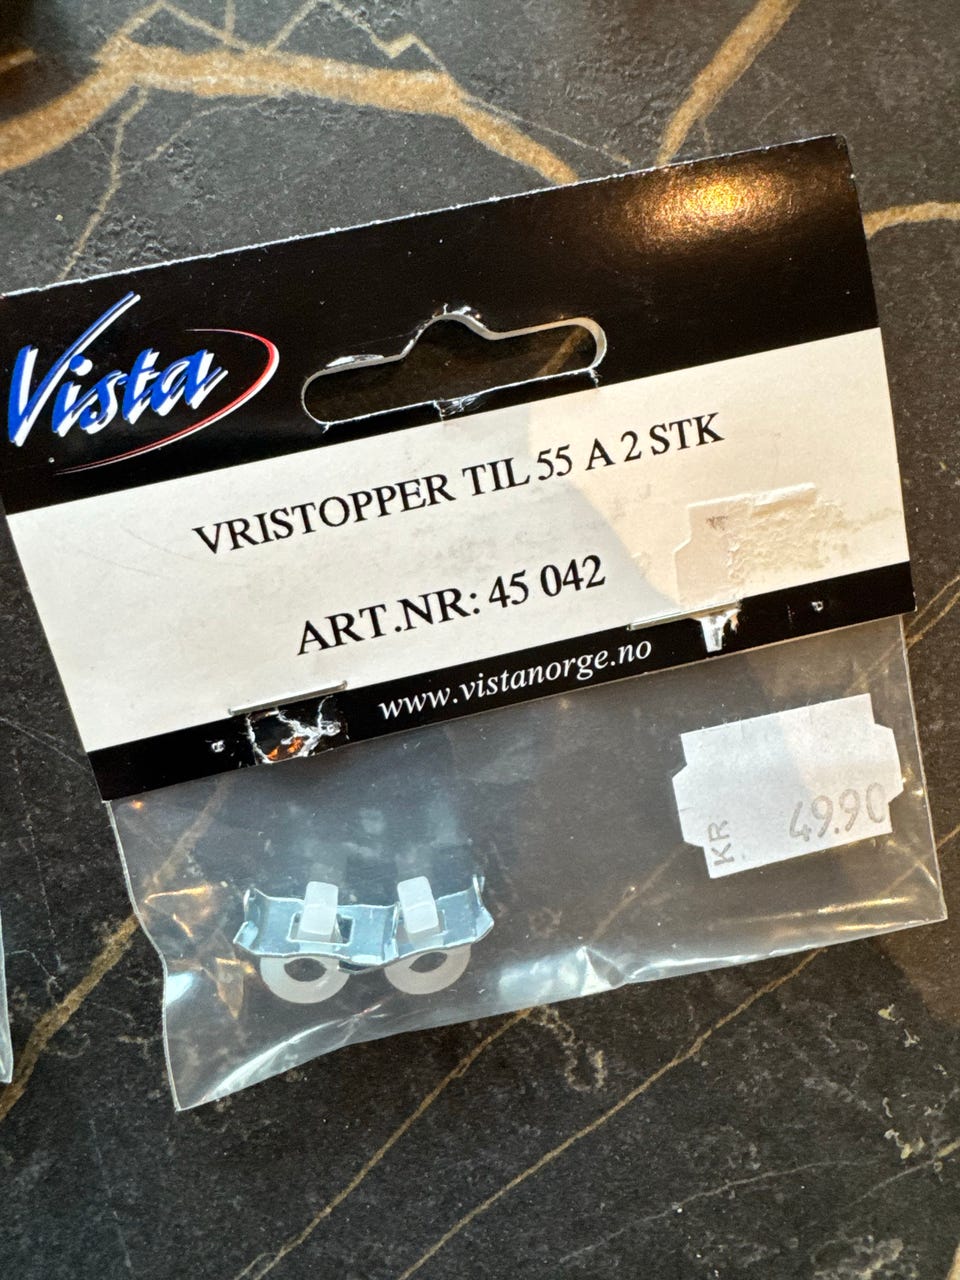 Vista
VRISTOPPER TIL 55 A 2 STK
ART.NR: 45 042
www.vistanorge.no
KR 49.90